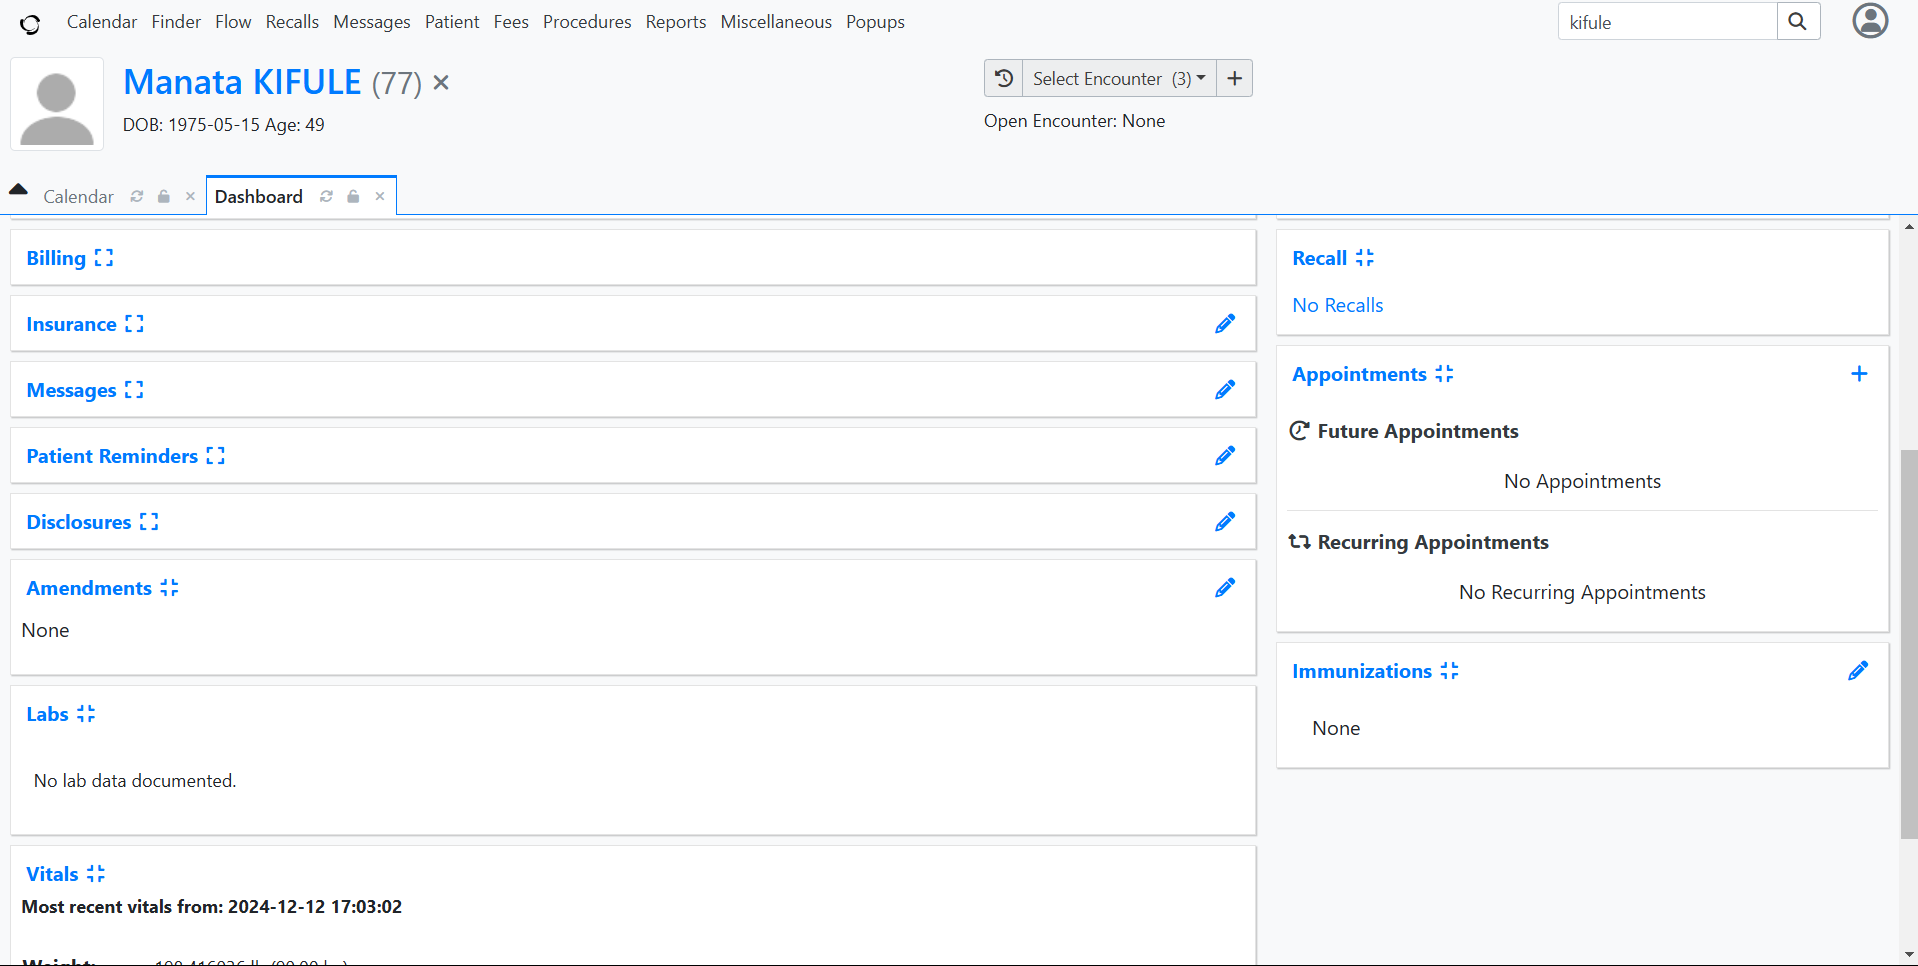 Calendar Finder Flow Recalls Messages Patient Fees Procedures Reports Miscellaneous Popups
kifule
Manata KIFULE (77)
DOB: 1975-05-15 Age: 49
Select Encounter (3)
Open Encounter: None
Calendar
Dashboard
Billing
Insurance
Messages
Patient Reminders
Disclosures
Amendments
None
Labs
No lab data documented.
Vitals
Most recent vitals from: 2024-12-12 17:03:02
Weight:
Recall
No Recalls
Appointments
Future Appointments
No Appointments
Recurring Appointments
No Recurring Appointments
Immunizations
None